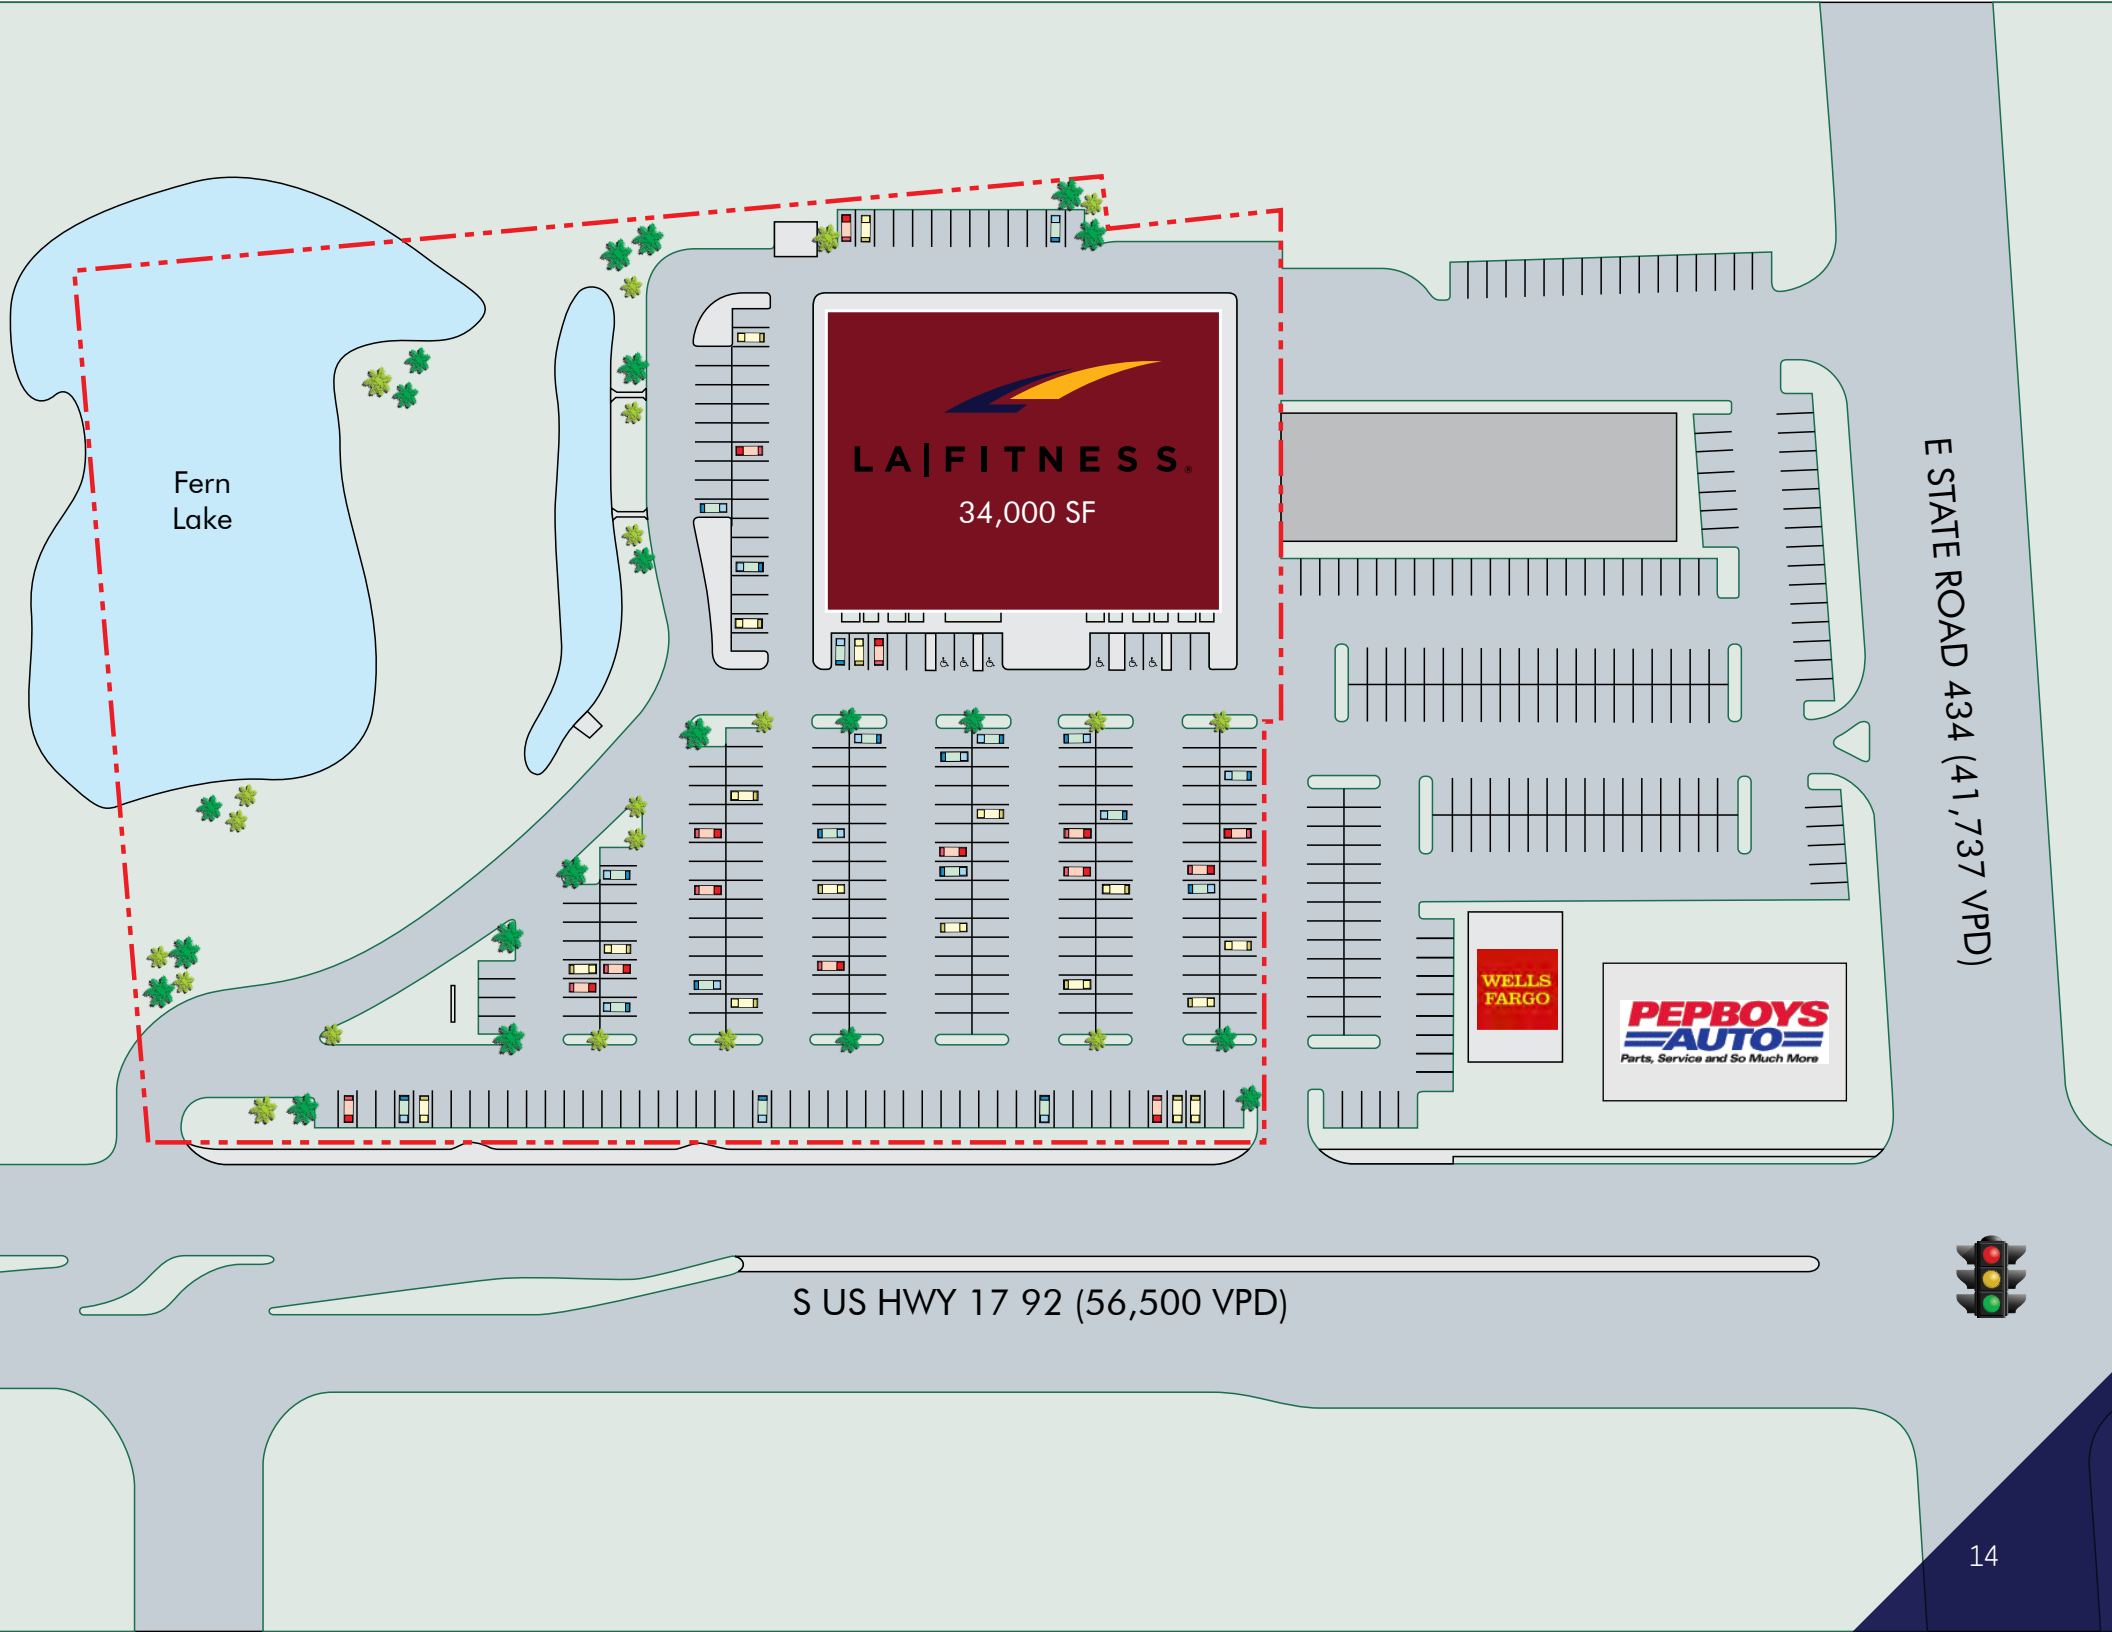 Fern
Lake
LA|FITNESS®
34,000 SF
E STATE ROAD 434 (41,737 VPD)
WELLS
FARGO
PEPBOYS
AUTO
Parts, Service and So Much More
S US HWY 17 92 (56,500 VPD)
14